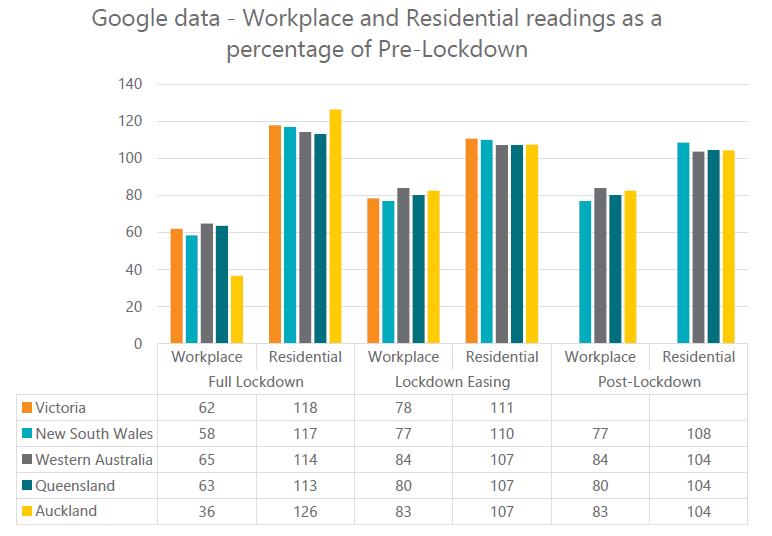 Google data - Workplace and Residential readings as a
percentage of Pre-Lockdown
140
120
100
80
60
40
20
0
Workplace Residential Workplace Residential Workplace Residential
Full Lockdown Lockdown Easing Post-Lockdown
Victoria 62 118 78 111
New South Wales 58 117 77 110 77 108
Western Australia 65 114 84 107 84 104
Queensland 63 113 80 107 80 104
Auckland 36 126 83 107 83 104